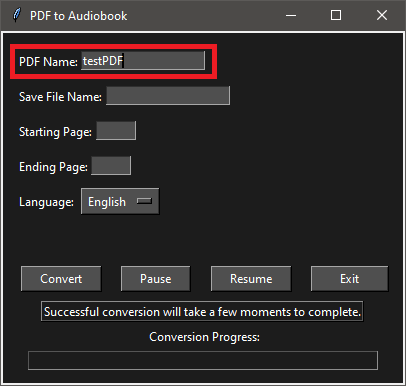 PDF to Audiobook
PDF Name: testPDF
Save File Name:
Starting Page:
Ending Page:
Language: English
Convert Pause Resume Exit
Successful conversion will take a few moments to complete.
Conversion Progress: